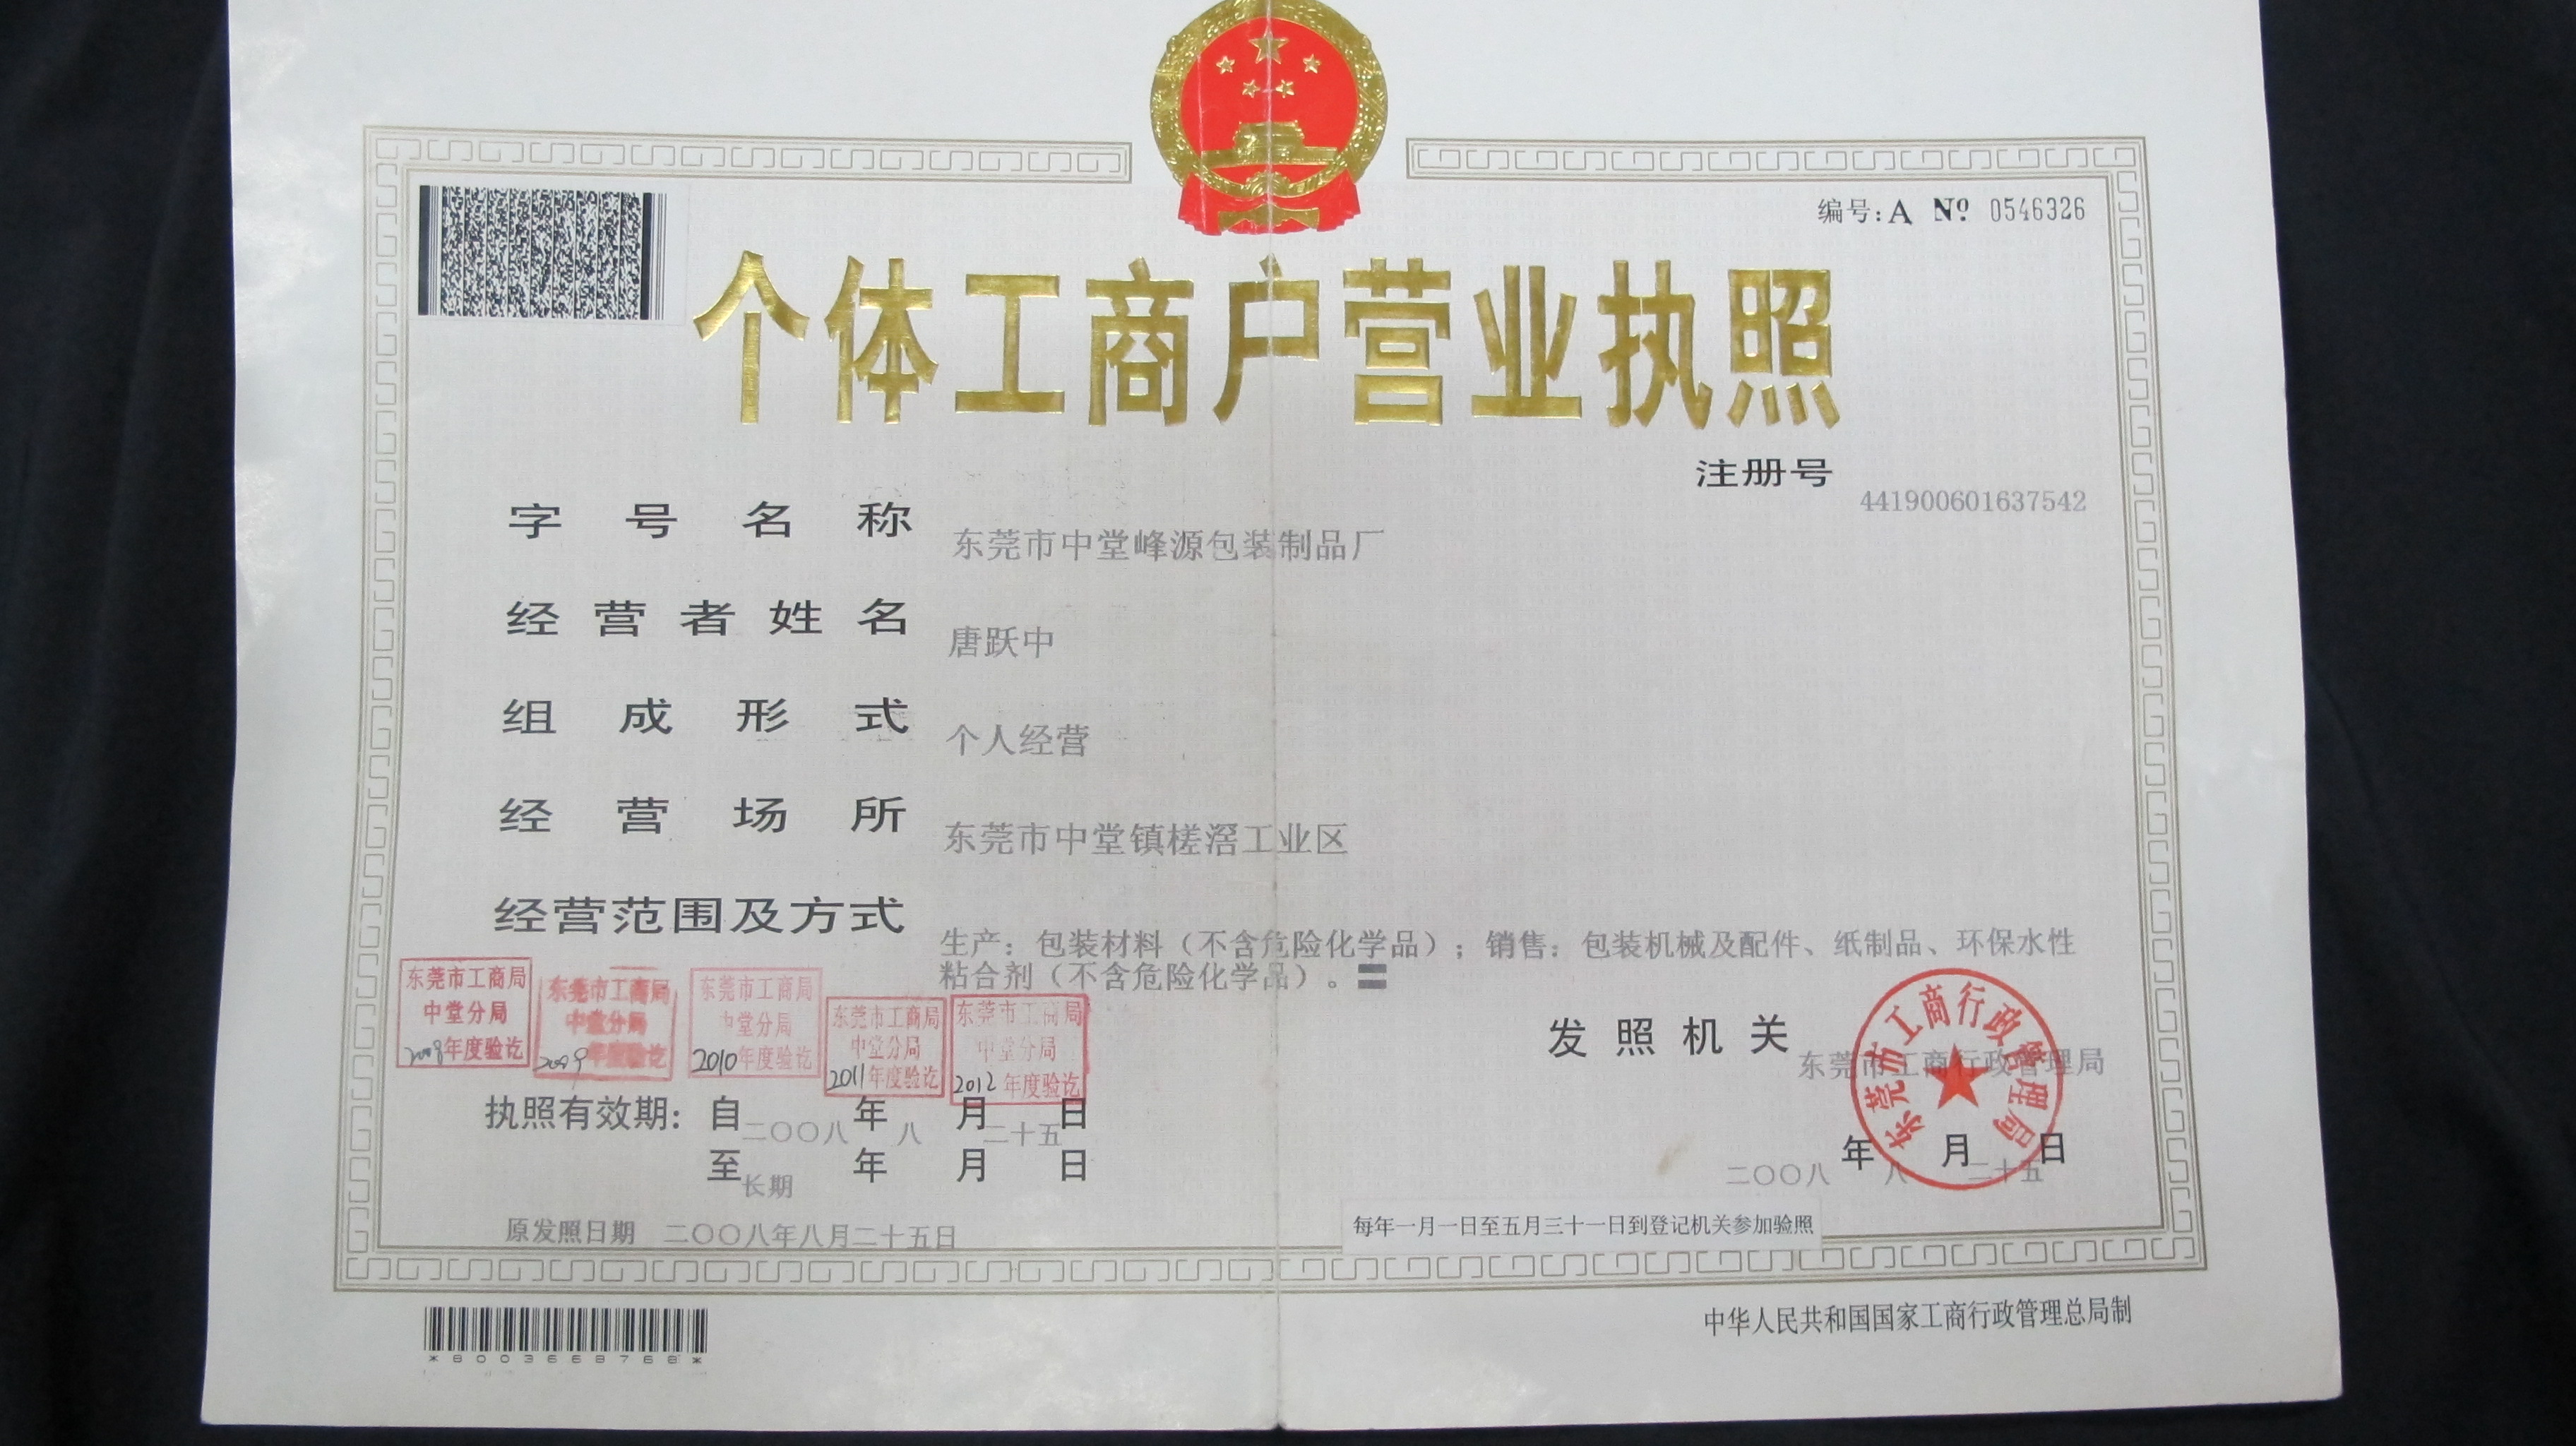 编号:A No 0546326
个体工商户营业执照
注册号 441900601637542
字号名称 东莞市中堂峰源包装制品厂
经营者姓名 唐跃中
组成形式 个人经营
经营场所 东莞市中堂镇槎滘工业区
经营范围及方式 生产：包装材料（不含危险化学品）；销售：包装机械及配件、纸制品、环保水性
粘合剂（不含危险化学品）。
东莞市工商局
中堂分局
2008年度验讫
东莞市工商局
中堂分局
2009年度验讫
东莞市工商局
中堂分局
2010年度验讫
东莞市工商局
中堂分局
2011年度验讫
东莞市工商局
中堂分局
2012年度验讫
发照机关 东莞市工商行政管理局
东莞市工商行政管理局
执照有效期: 自二〇〇八年八月二十五日
至长期 年 月 日
二〇〇八年八月二十五日
原发照日期 二〇〇八年八月二十五日
每年一月一日至五月三十一日到登记机关参加验照
中华人民共和国国家工商行政管理总局制
*8003668768*